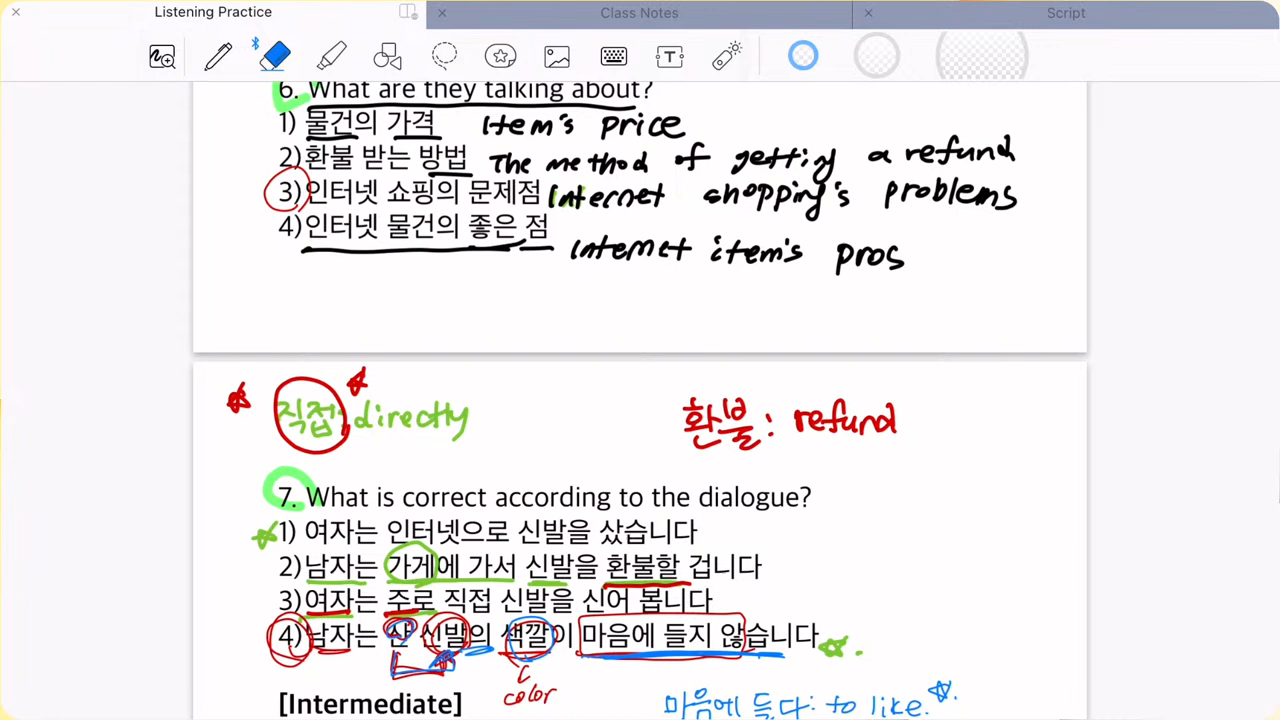 Listening Practice
Class Notes
Script
6. What are they talking about?
1) 물건의 가격 Item's price
2) 환불 받는 방법 The method of getting a refund
3) 인터넷 쇼핑의 문제점 Internet shopping's problems
4) 인터넷 물건의 좋은 점
Internet item's pros
직접: directly
환불: refund
7. What is correct according to the dialogue?
1) 여자는 인터넷으로 신발을 샀습니다
2) 남자는 가게에 가서 신발을 환불할 겁니다
3) 여자는 주로 직접 신발을 신어 봅니다
4) 남자는 산 신발의 색깔이 마음에 들지 않습니다
color
[Intermediate]
마음에 들다: to like.